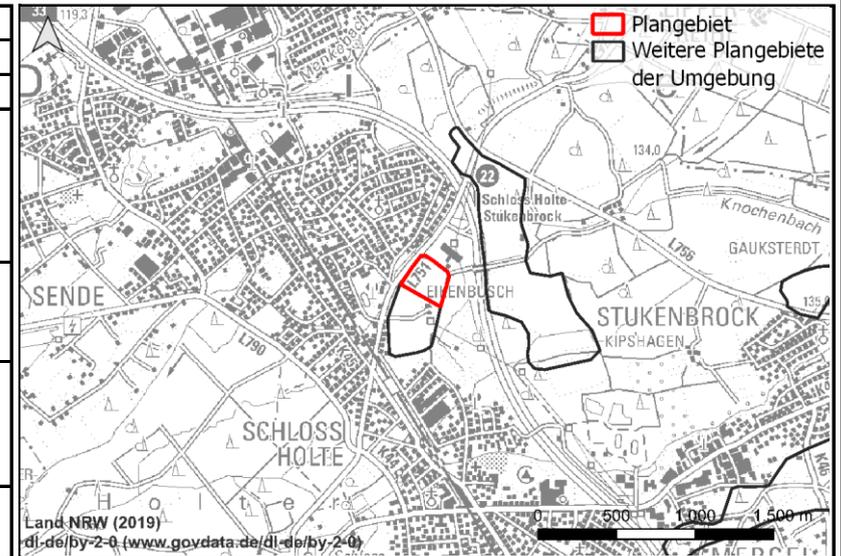 33
119.3
Plangebiet
Weitere Plangebiete
der Umgebung
Menkebach
134.0
22
Schloss Holte-
Stukenbrock
Knochenbach
L756
GAUKSTERDT
L751
EICHENBUSCH
SENDE
135
STUKENBROCK
KIPSHAGEN
L790
SCHLOSS
HOLTE
H o l t e r
Land NRW (2019)
dl-de/by-2-0 (www.govdata.de/dl-de/by-2-0)
0 500 1 000 1 500 m